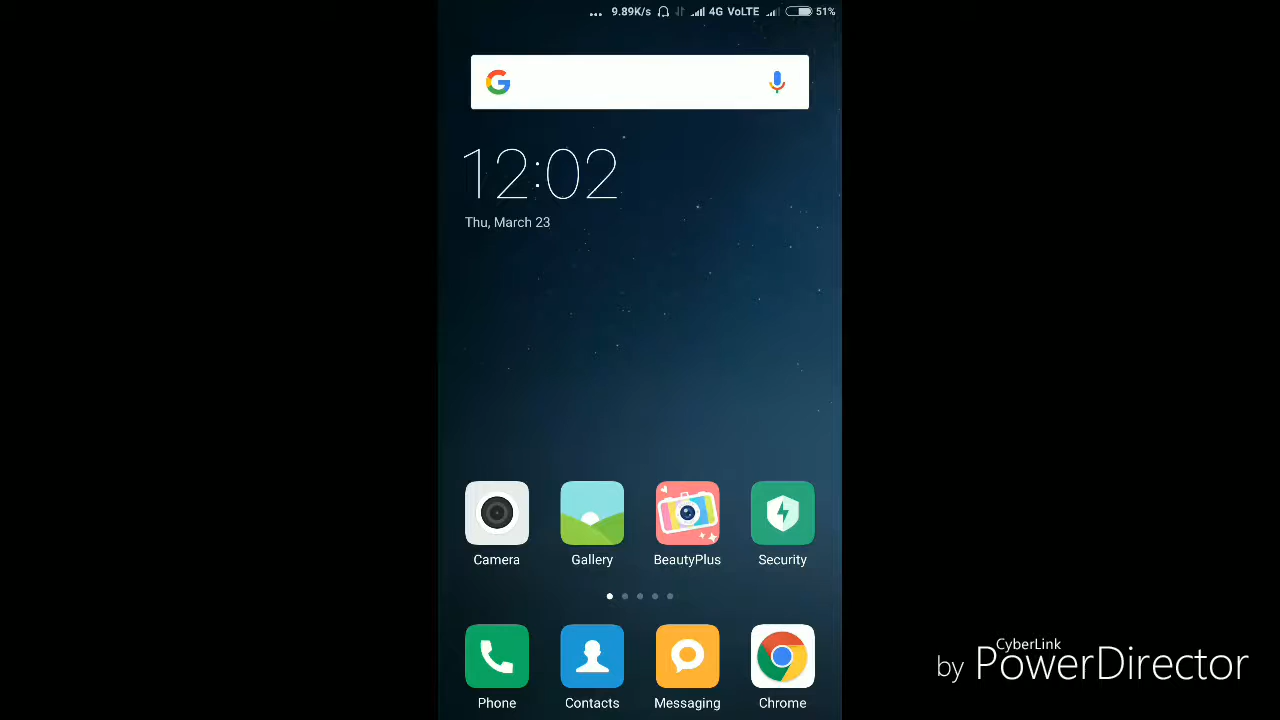 ... 9.89K/s 4G VoLTE 51%
G
12:02
Thu, March 23
Camera Gallery BeautyPlus Security
Phone Contacts Messaging Chrome
CyberLink
by PowerDirector